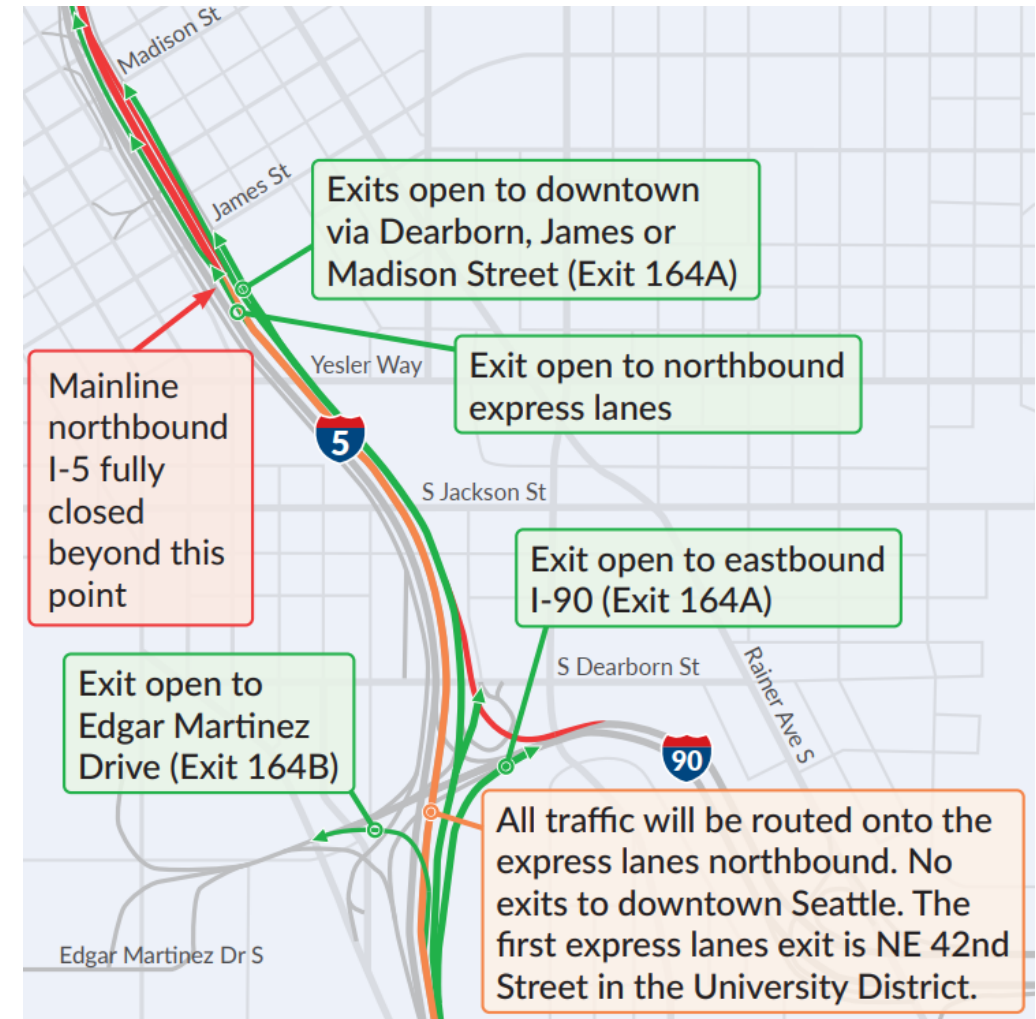 Madison St
James St
Exits open to downtown
via Dearborn, James or
Madison Street (Exit 164A)
Exit open to northbound
express lanes
Yesler Way
Mainline
northbound
I-5 fully
closed
beyond this
point
5
S Jackson St
Exit open to eastbound
I-90 (Exit 164A)
S Dearborn St
Rainer Ave S
Exit open to
Edgar Martinez
Drive (Exit 164B)
90
All traffic will be routed onto the
express lanes northbound. No
exits to downtown Seattle. The
first express lanes exit is NE 42nd
Street in the University District.
Edgar Martinez Dr S